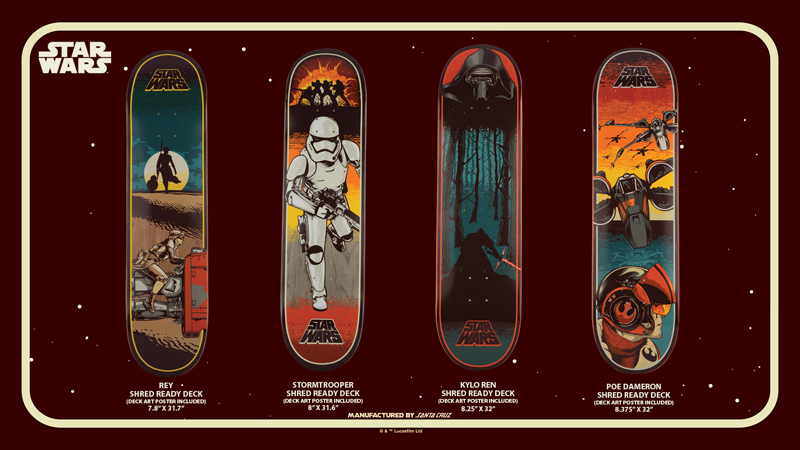 STAR
WARS
STAR
WARS
STAR
WARS
STAR
WARS
STAR
WARS
REY
SHRED READY DECK
(DECK ART POSTER INCLUDED)
7.8" X 31.7"
STORMTROOPER
SHRED READY DECK
(DECK ART POSTER INCLUDED)
8" X 31.6"
KYLO REN
SHRED READY DECK
(DECK ART POSTER INCLUDED)
8.25" X 32"
POE DAMERON
SHRED READY DECK
(DECK ART POSTER INCLUDED)
8.375" X 32"
MANUFACTURED BY SANTA CRUZ
© & ™ Lucasfilm Ltd